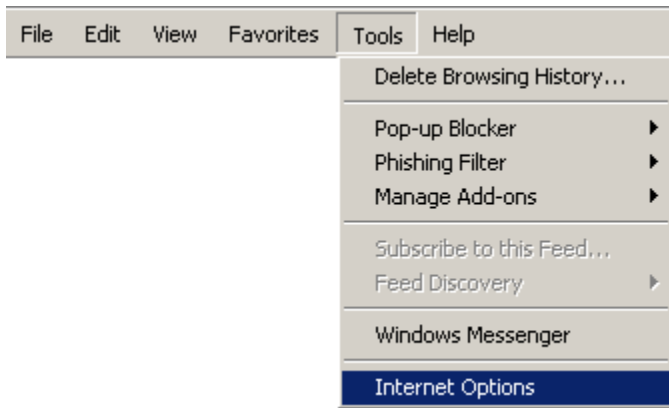 File Edit View Favorites Tools Help
Delete Browsing History...
Pop-up Blocker
Phishing Filter
Manage Add-ons
Subscribe to this Feed...
Feed Discovery
Windows Messenger
Internet Options